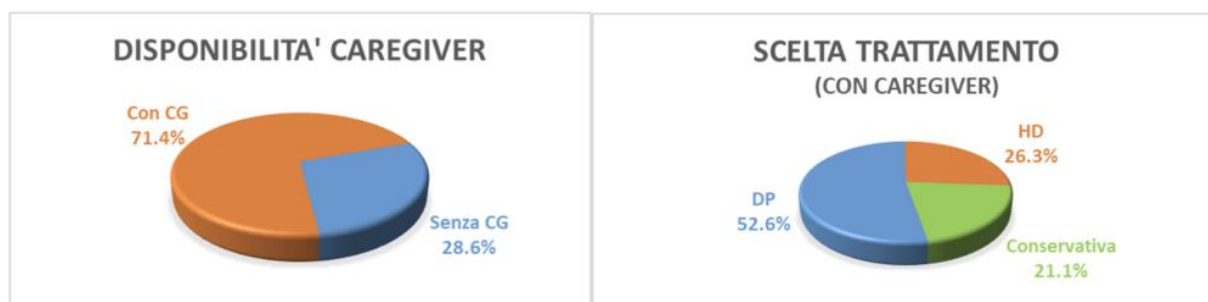 DISPONIBILITA' CAREGIVER
Con CG
71.4%
Senza CG
28.6%
SCELTA TRATTAMENTO
(CON CAREGIVER)
HD
26.3%
DP
52.6%
Conservativa
21.1%